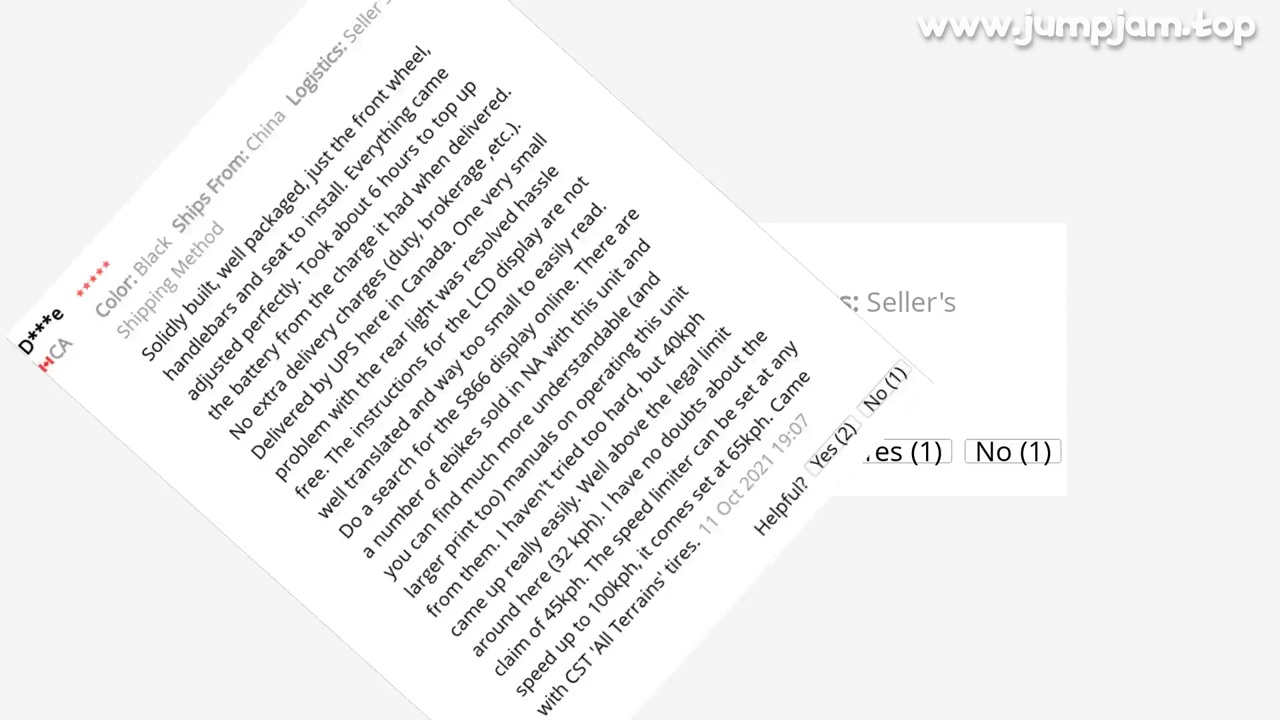 www.jumpjam.top
D***e
CA
★★★★★
Color: Black Ships From: China Logistics: Seller's
Shipping Method
Solidly built, well packaged, just the front wheel,
handlebars and seat to install. Everything came
adjusted perfectly. Took about 6 hours to top up
the battery from the charge it had when delivered.
No extra delivery charges (duty, brokerage ,etc.).
Delivered by UPS here in Canada. One very small
problem with the rear light was resolved hassle
free. The instructions for the LCD display are not
well translated and way too small to easily read.
Do a search for the S866 display online. There are
a number of ebikes sold in NA with this unit and
you can find much more understandable (and
larger print too) manuals on operating this unit
from them. I haven't tried too hard, but 40kph
came up really easily. Well above the legal limit
around here (32 kph). I have no doubts about the
claim of 45kph. The speed limiter can be set at any
speed up to 100kph, it comes set at 65kph. Came
with CST 'All Terrains' tires. 11 Oct 2021 19:07
Helpful? Yes (2) No (1)
s: Seller's
Yes (1) No (1)